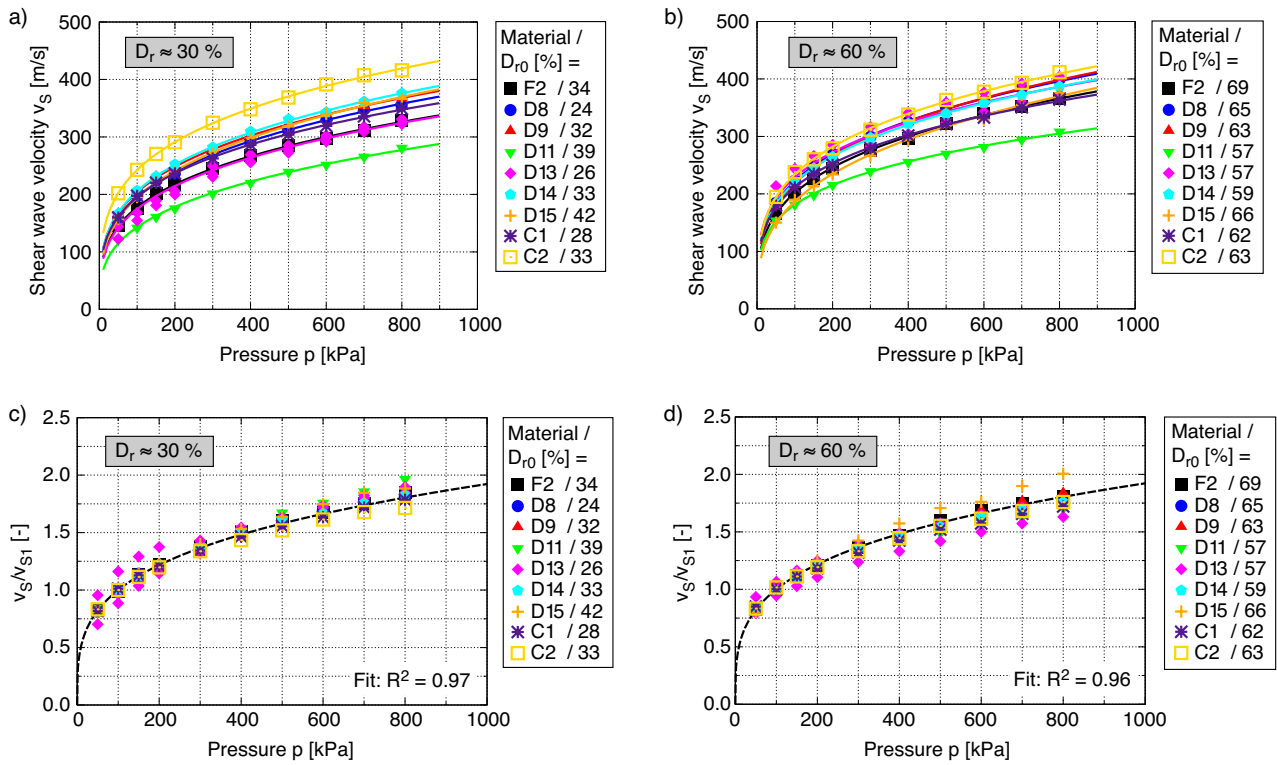 a)
Shear wave velocity vS [m/s]
500
400
300
200
100
0
Dr ≈ 30 %
0
200
400
600
800
1000
Pressure p [kPa]
Material /
Dr0 [%] =
F2 / 34
D8 / 24
D9 / 32
D11 / 39
D13 / 26
D14 / 33
D15 / 42
C1 / 28
C2 / 33
b)
Shear wave velocity vS [m/s]
500
400
300
200
100
0
Dr ≈ 60 %
0
200
400
600
800
1000
Pressure p [kPa]
Material /
Dr0 [%] =
F2 / 69
D8 / 65
D9 / 63
D11 / 57
D13 / 57
D14 / 59
D15 / 66
C1 / 62
C2 / 63
c)
vS/vS1 [-]
2.5
2.0
1.5
1.0
0.5
0.0
Dr ≈ 30 %
Fit: R2 = 0.97
0
200
400
600
800
1000
Pressure p [kPa]
Material /
Dr0 [%] =
F2 / 34
D8 / 24
D9 / 32
D11 / 39
D13 / 26
D14 / 33
D15 / 42
C1 / 28
C2 / 33
d)
vS/vS1 [-]
2.5
2.0
1.5
1.0
0.5
0.0
Dr ≈ 60 %
Fit: R2 = 0.96
0
200
400
600
800
1000
Pressure p [kPa]
Material /
Dr0 [%] =
F2 / 69
D8 / 65
D9 / 63
D11 / 57
D13 / 57
D14 / 59
D15 / 66
C1 / 62
C2 / 63